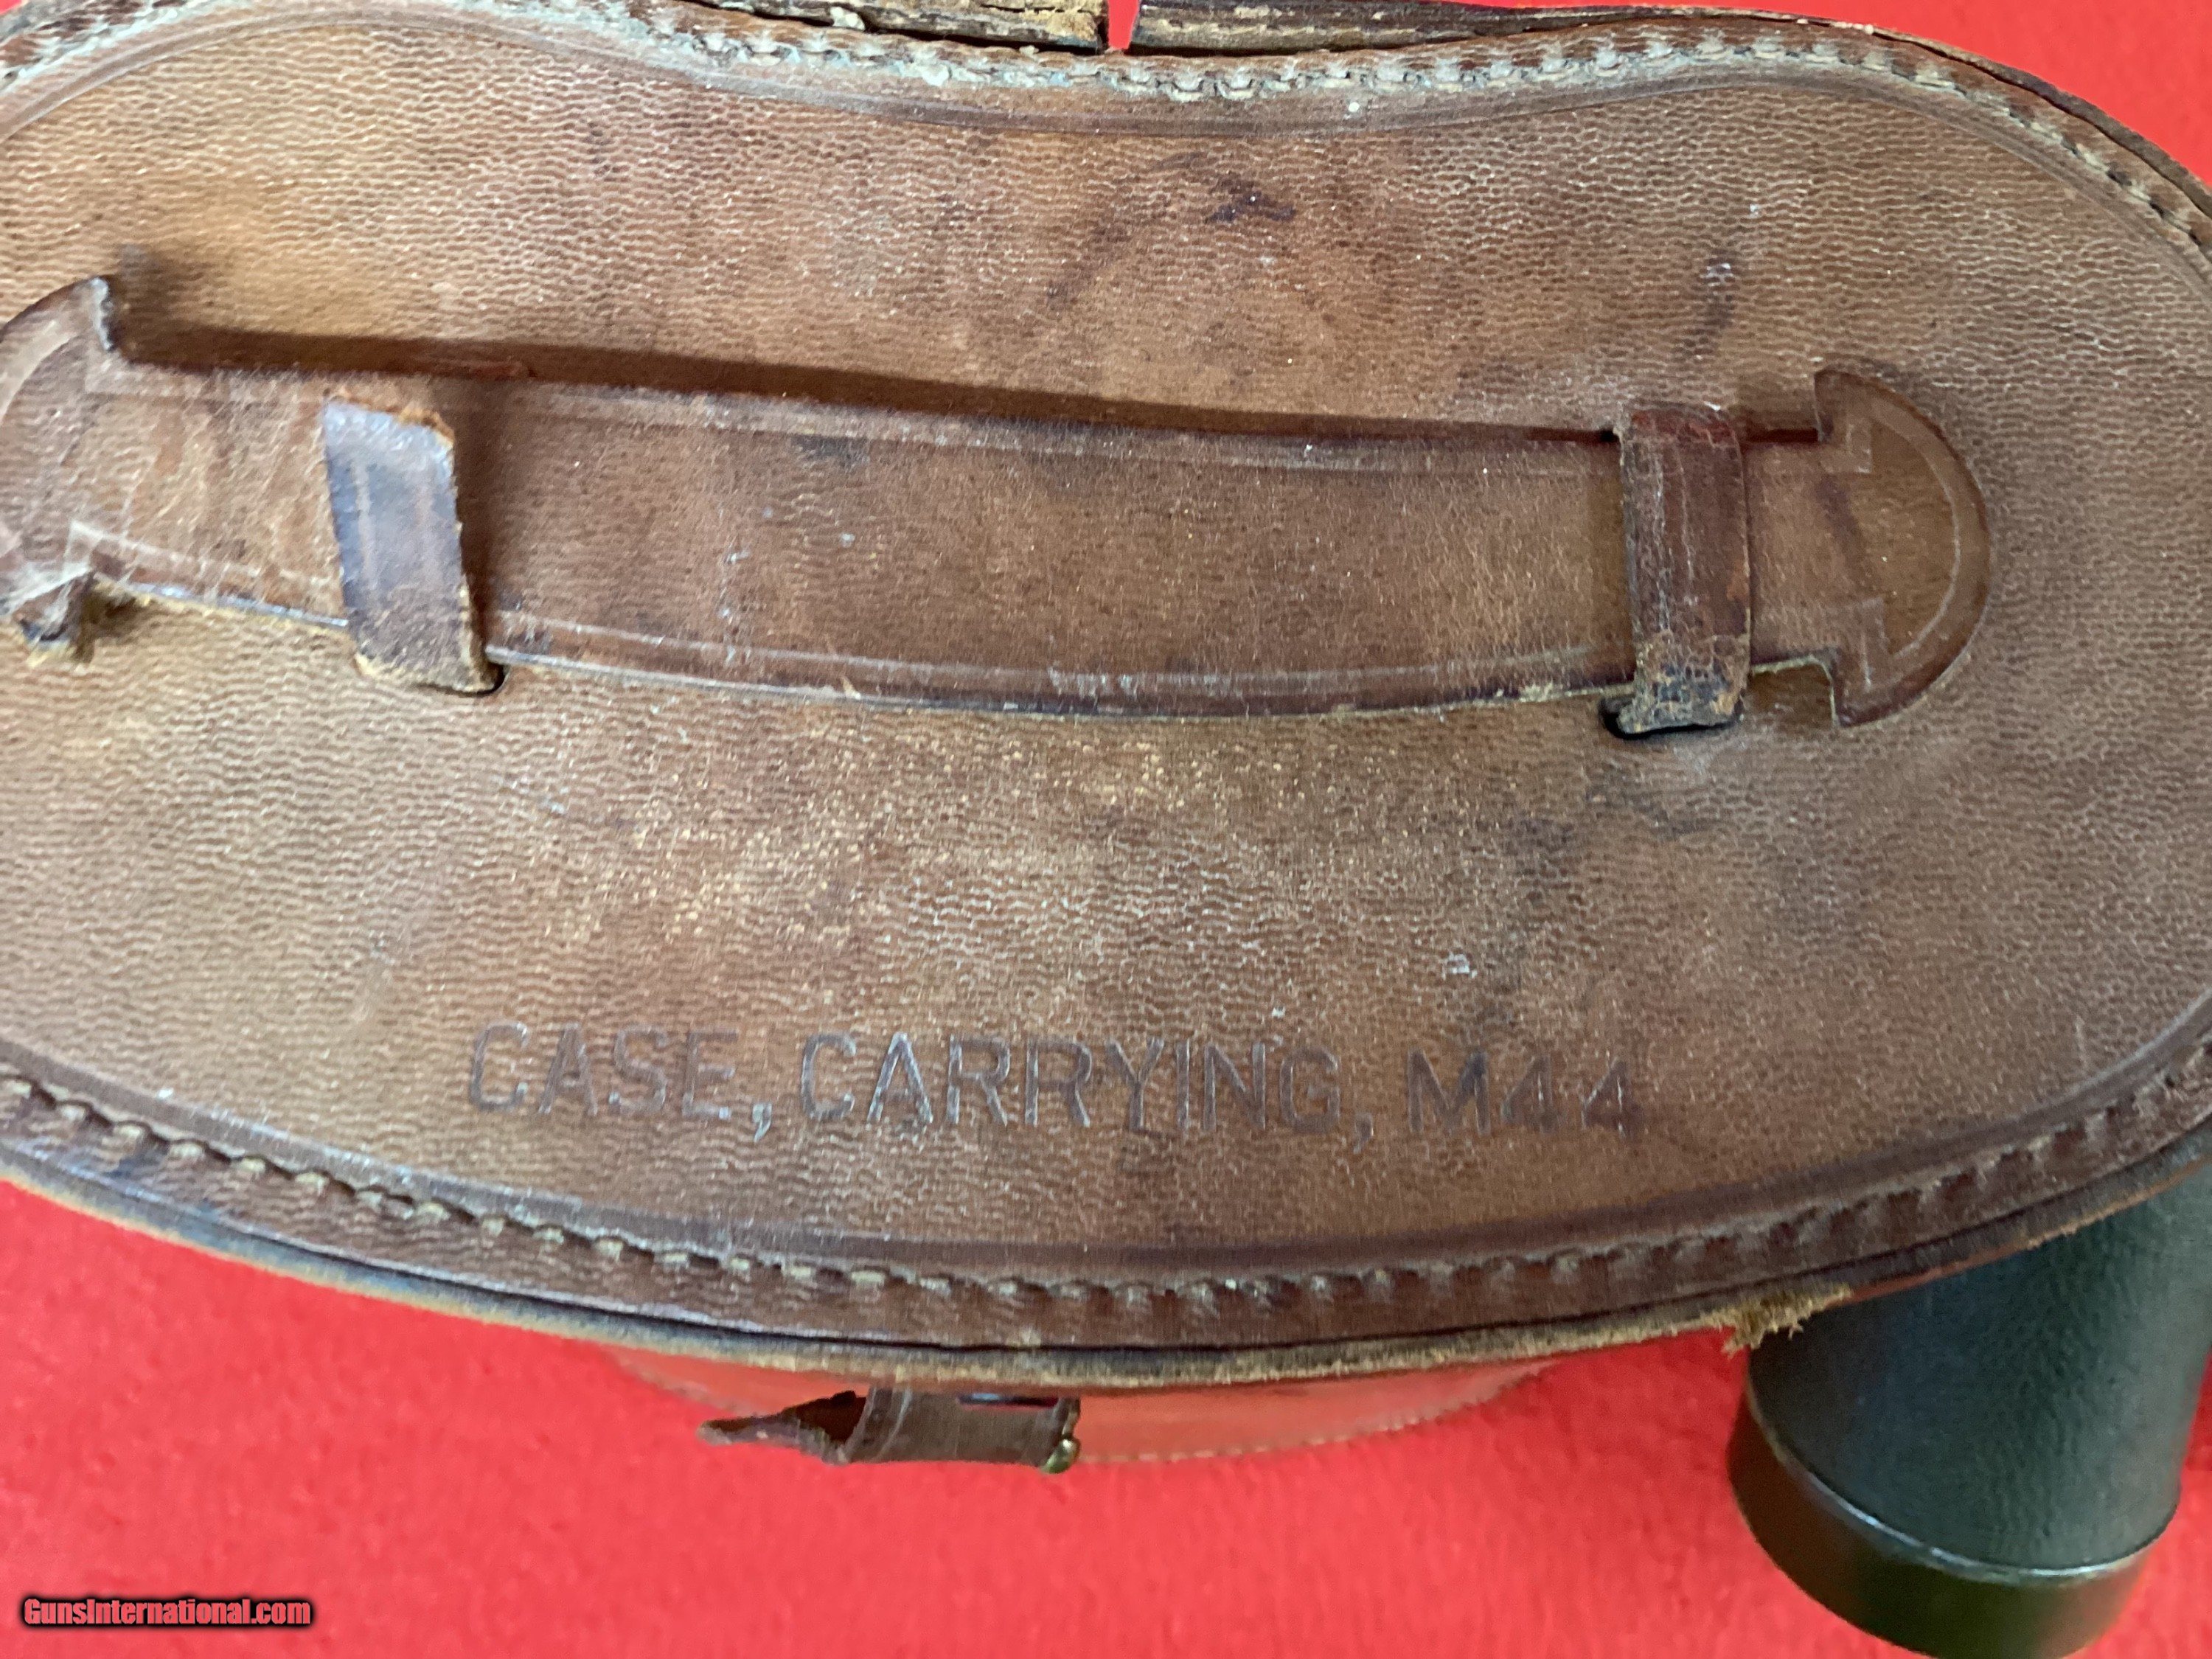 CASE, CARRYING, M44
GunsInternational.com